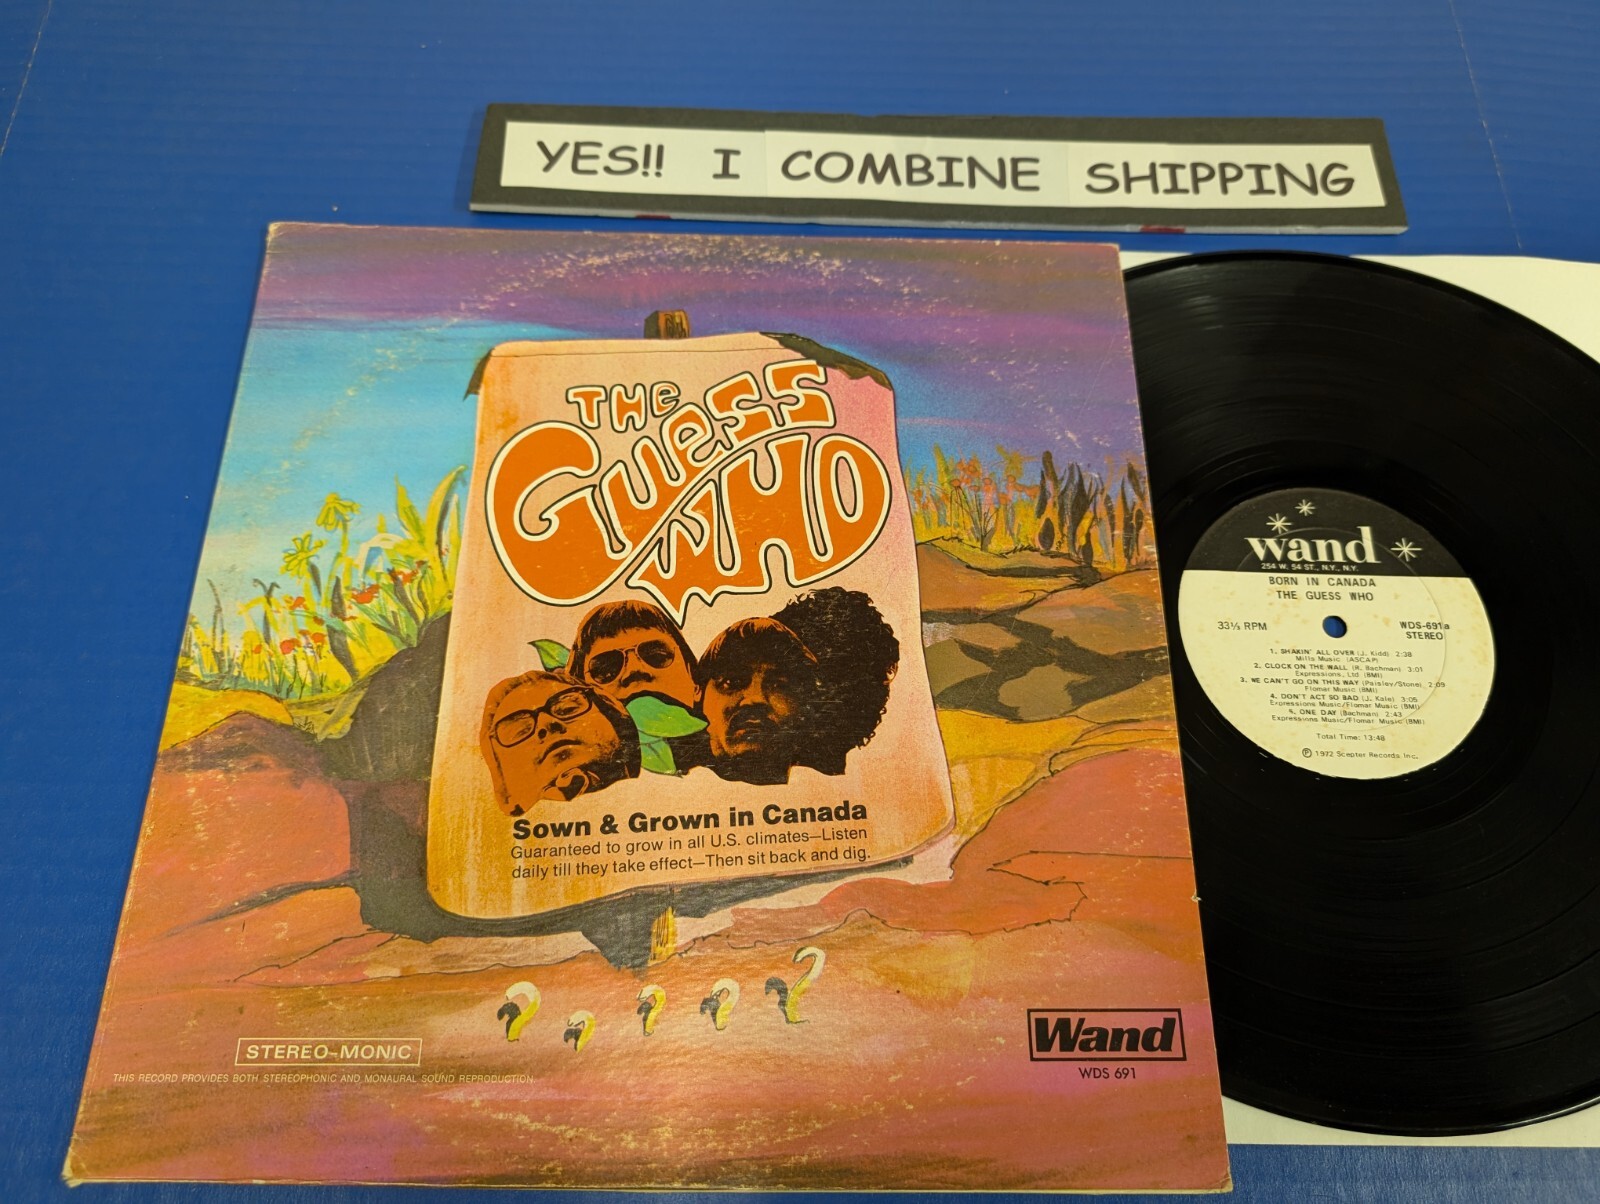 YES!! I COMBINE SHIPPING
THE
GUESS
WHO
Sown & Grown in Canada
Guaranteed to grow in all U.S. climates—Listen
daily till they take effect—Then sit back and dig.
STEREO-MONIC
THIS RECORD PROVIDES BOTH STEREOPHONIC AND MONAURAL SOUND REPRODUCTION
Wand
WDS 691
wand
254 W. 54 ST., N.Y., N.Y.
BORN IN CANADA
THE GUESS WHO
33⅓ RPM
WDS-691a
STEREO
1. SHAKIN' ALL OVER (J. Kidd) 2:38
Mills Music (ASCAP)
2. CLOCK ON THE WALL (R. Bachman) 3:01
Expressions, Ltd (BMI)
3. WE CAN'T GO ON THIS WAY (Paisley/Stone) 2:09
Flomar Music (BMI)
4. DON'T ACT SO BAD (J. Kale) 3:05
Expressions Music/Flomar Music (BMI)
4. ONE DAY (Bachman) 2:43
Expressions Music/Flomar Music (BMI)
Total Time: 13:48
Ⓟ 1972 Scepter Records Inc.